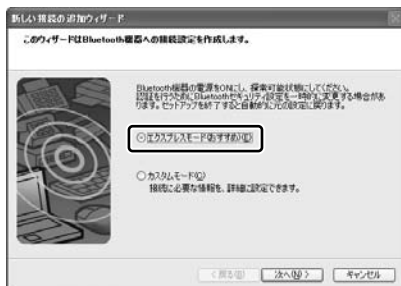 新しい接続の追加ウィザード
このウィザードはBluetooth機器への接続設定を作成します。
Bluetooth機器の電源をONにし、探索可能状態にしてください。
認証を行うためにBluetoothセキュリティ設定を一時的に変更する場合があ
ります。セットアップを終了すると自動的に元の設定に戻ります。
エクスプレスモード(おすすめ)(E)
カスタムモード(C)
接続に必要な情報を、詳細に設定できます。
< 戻る(B)
次へ(N) >
キャンセル